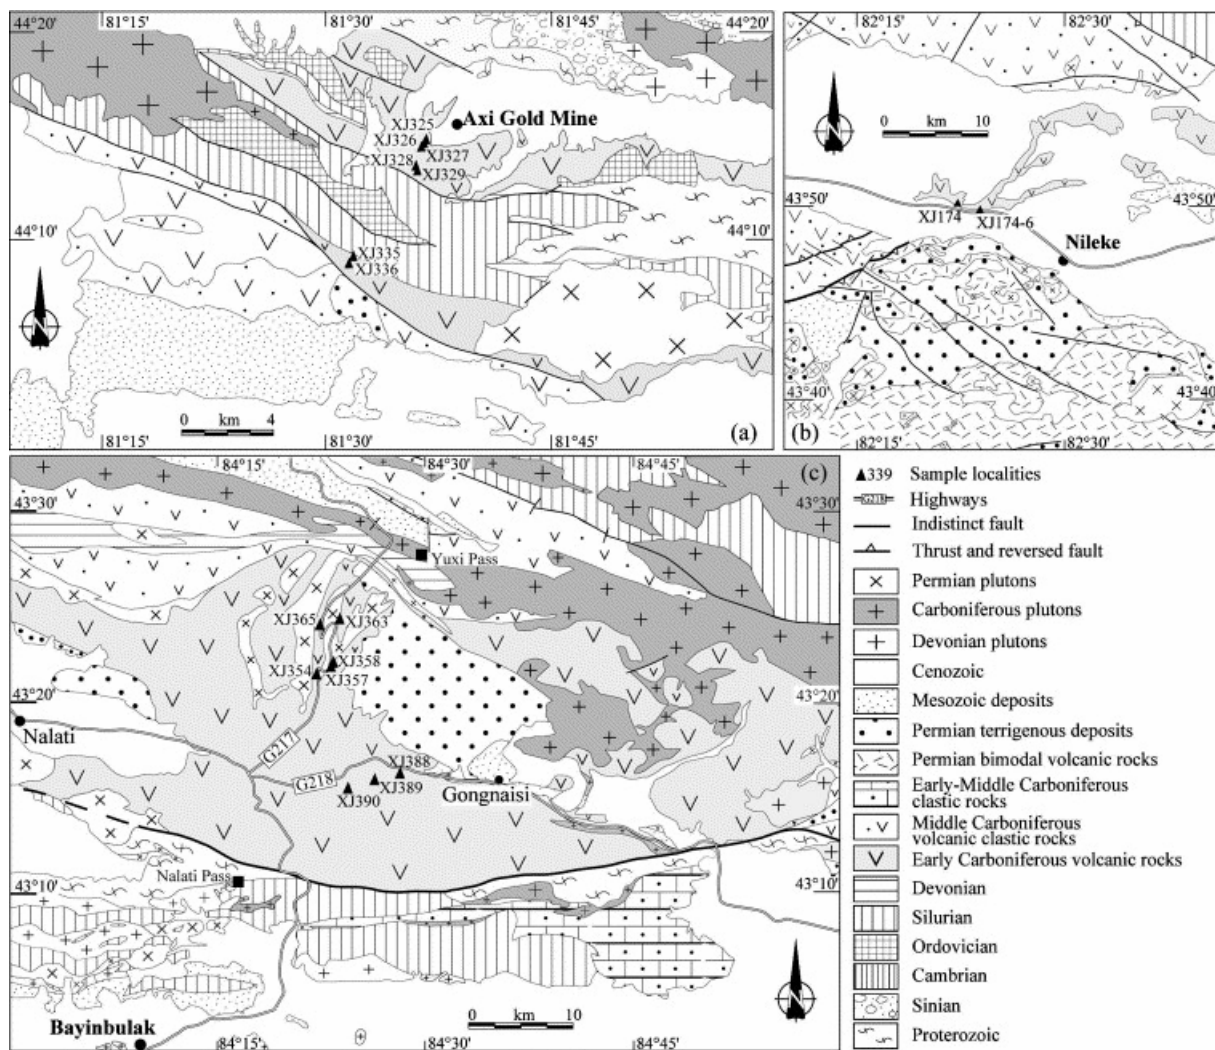 81°15'
81°30'
81°45'
44°20'
XJ325
Axi Gold Mine
XJ326
XJ327
XJ328
XJ329
44°10'
44°10'
XJ335
XJ336
0 km 4
(a)
81°15'
81°30'
81°45'
82°15'
82°30'
0 km 10
43°50'
43°50'
XJ174
XJ174-6
Nileke
43°40'
43°40'
(b)
82°15'
82°30'
84°15'
84°30'
84°45'
(c)
43°30'
43°30'
Yuxi Pass
XJ365
XJ363
XJ358
XJ354
XJ357
43°20'
43°20'
Nalati
G217
G218
XJ388
XJ389
XJ390
Gongnaisi
Nalati Pass
43°10'
43°10'
0 km 10
Bayinbulak
84°15'
84°30'
84°45'
339 Sample localities
G218 Highways
Indistinct fault
Thrust and reversed fault
Permian plutons
Carboniferous plutons
Devonian plutons
Cenozoic
Mesozoic deposits
Permian terrigenous deposits
Permian bimodal volcanic rocks
Early-Middle Carboniferous
clastic rocks
Middle Carboniferous
volcanic clastic rocks
Early Carboniferous volcanic rocks
Devonian
Silurian
Ordovician
Cambrian
Sinian
Proterozoic
N
N
N